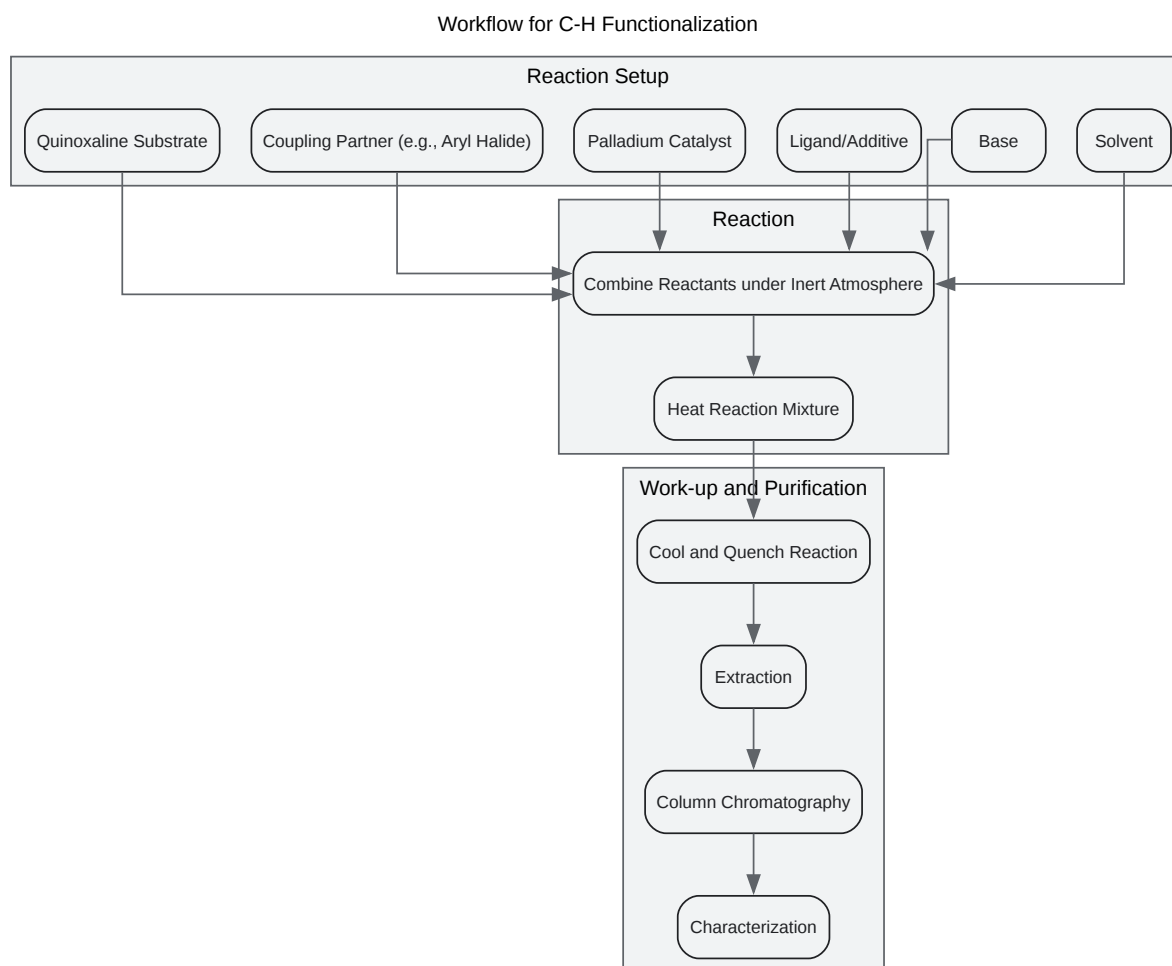 Workflow for C-H Functionalization
Reaction Setup
Quinoxaline Substrate
Coupling Partner (e.g., Aryl Halide)
Palladium Catalyst
Ligand/Additive
Base
Solvent
Reaction
Combine Reactants under Inert Atmosphere
Heat Reaction Mixture
Work-up and Purification
Cool and Quench Reaction
Extraction
Column Chromatography
Characterization